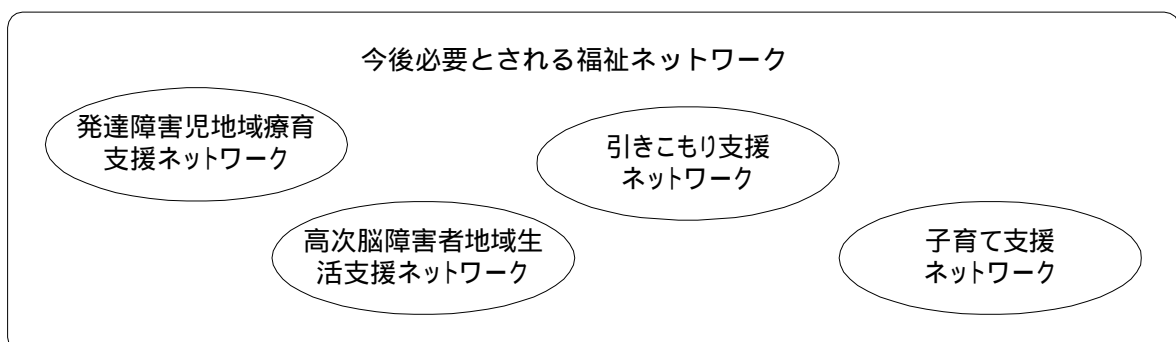 今後必要とされる福祉ネットワーク
発達障害児地域療育
支援ネットワーク
引きこもり支援
ネットワーク
高次脳障害者地域生
活支援ネットワーク
子育て支援
ネットワーク